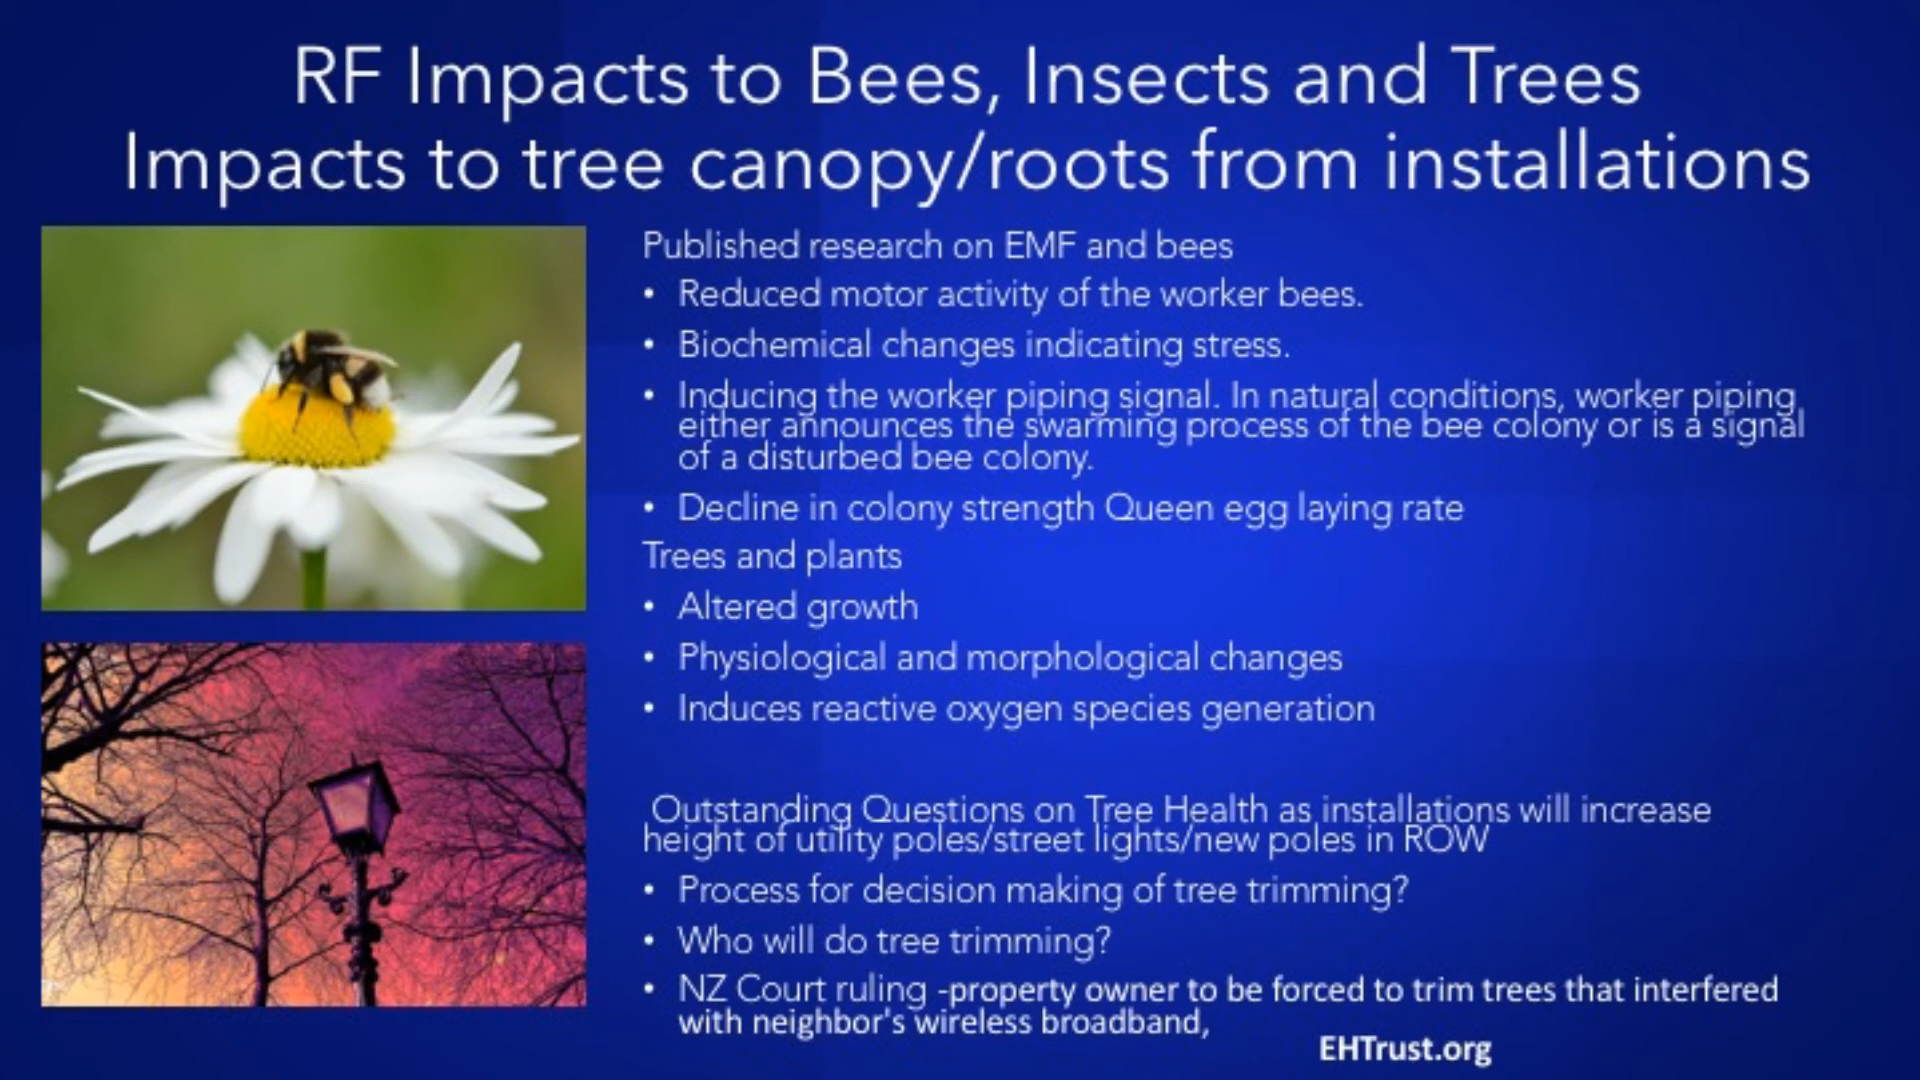 RF Impacts to Bees, Insects and Trees
Impacts to tree canopy/roots from installations
Published research on EMF and bees
• Reduced motor activity of the worker bees.
• Biochemical changes indicating stress.
• Inducing the worker piping signal. In natural conditions, worker piping
either announces the swarming process of the bee colony or is a signal
of a disturbed bee colony.
• Decline in colony strength Queen egg laying rate
Trees and plants
• Altered growth
• Physiological and morphological changes
• Induces reactive oxygen species generation
Outstanding Questions on Tree Health as installations will increase
height of utility poles/street lights/new poles in ROW
• Process for decision making of tree trimming?
• Who will do tree trimming?
• NZ Court ruling -property owner to be forced to trim trees that interfered
with neighbor's wireless broadband,
EHTrust.org